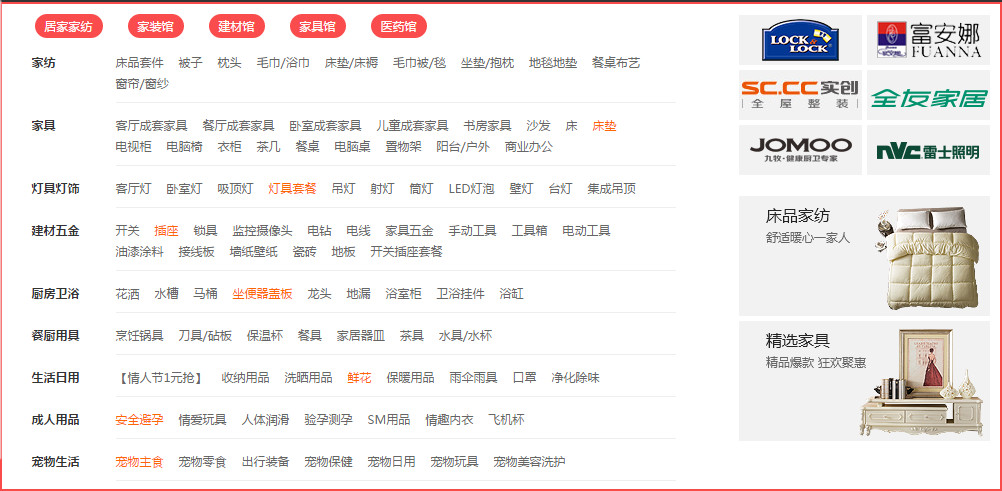 居家家纺 家装馆 建材馆 家具馆 医药馆
家纺 床品套件 被子 枕头 毛巾/浴巾 床垫/床褥 毛巾被/毯 坐垫/抱枕 地毯地垫 餐桌布艺
窗帘/窗纱
家具 客厅成套家具 餐厅成套家具 卧室成套家具 儿童成套家具 书房家具 沙发 床 床垫
电视柜 电脑椅 衣柜 茶几 餐桌 电脑桌 置物架 阳台/户外 商业办公
灯具灯饰 客厅灯 卧室灯 吸顶灯 灯具套餐 吊灯 射灯 筒灯 LED灯泡 壁灯 台灯 集成吊顶
建材五金 开关 插座 锁具 监控摄像头 电钻 电线 家具五金 手动工具 工具箱 电动工具
油漆涂料 接线板 墙纸壁纸 瓷砖 地板 开关插座套餐
厨房卫浴 花洒 水槽 马桶 坐便器盖板 龙头 地漏 浴室柜 卫浴挂件 浴缸
餐厨用具 烹饪锅具 刀具/砧板 保温杯 餐具 家居器皿 茶具 水具/水杯
生活日用 【情人节1元抢】 收纳用品 洗晒用品 鲜花 保暖用品 雨伞雨具 口罩 净化除味
成人用品 安全避孕 情爱玩具 人体润滑 验孕测孕 SM用品 情趣内衣 飞机杯
宠物生活 宠物主食 宠物零食 出行装备 宠物保健 宠物日用 宠物玩具 宠物美容洗护
LOCK & LOCK
富安娜
FUANNA
SC.CC实创
全屋整装
全友家居
JOMOO
九牧·健康厨卫专家
NVC雷士照明
床品家纺
舒适暖心一家人
精选家具
精品爆款 狂欢聚惠